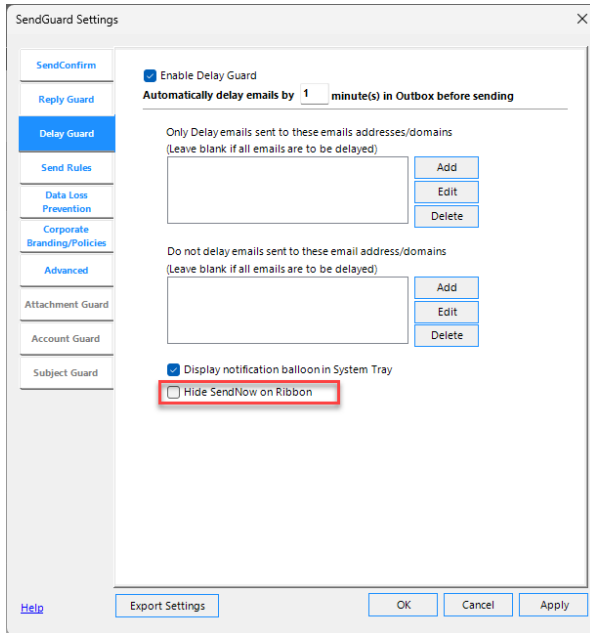 SendGuard Settings
SendConfirm
Reply Guard
Delay Guard
Send Rules
Data Loss
Prevention
Corporate
Branding/Policies
Advanced
Attachment Guard
Account Guard
Subject Guard
Enable Delay Guard
Automatically delay emails by 1 minute(s) in Outbox before sending
Only Delay emails sent to these emails addresses/domains
(Leave blank if all emails are to be delayed)
Add
Edit
Delete
Do not delay emails sent to these email address/domains
(Leave blank if all emails are to be delayed)
Add
Edit
Delete
Display notification balloon in System Tray
Hide SendNow on Ribbon
Help
Export Settings
OK
Cancel
Apply